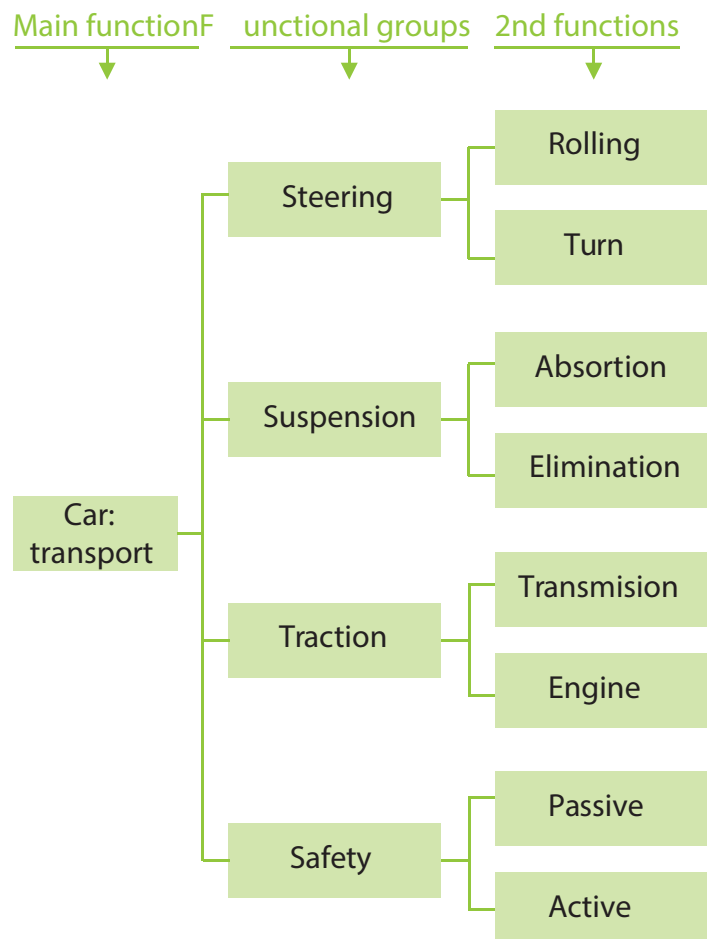 Main functionF unctional groups 2nd functions
Rolling
Steering
Turn
Absortion
Suspension
Elimination
Car:
transport
Transmision
Traction
Engine
Passive
Safety
Active